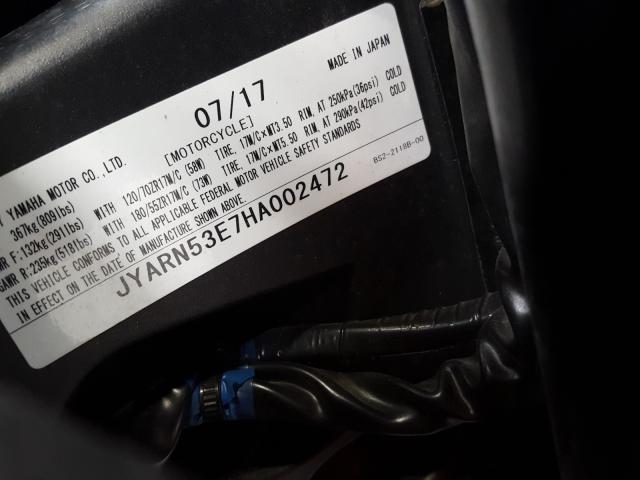 MADE IN JAPAN
07/17
[MOTORCYCLE]
YAMAHA MOTOR CO.,LTD.
367kg(809lbs)
F:132kg(291lbs) WITH 120/70ZR17M/C (58W) TIRE, 17M/C×MT3.50 RIM, AT 250kPa(36psi) COLD
GAWR R:235kg(518lbs) WITH 180/55ZR17M/C (73W) TIRE, 17M/C×MT5.50 RIM, AT 290kPa(42psi) COLD
THIS VEHICLE CONFORMS TO ALL APPLICABLE FEDERAL MOTOR VEHICLE SAFETY STANDARDS
IN EFFECT ON THE DATE OF MANUFACTURE SHOWN ABOVE.
JYARN53E7HA002472
BS2-2118B-00